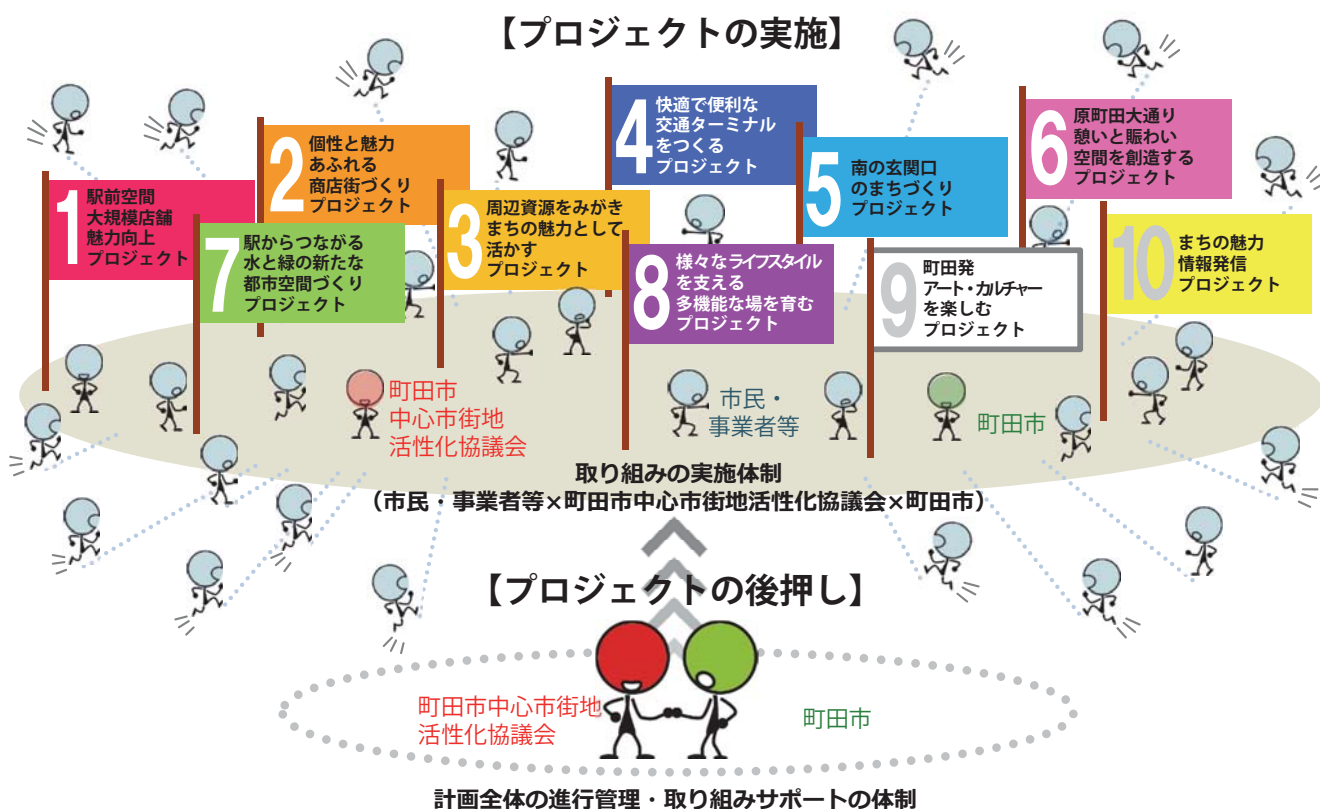 【プロジェクトの実施】
1
駅前空間
大規模店舗
魅力向上
プロジェクト
2
個性と魅力
あふれる
商店街づくり
プロジェクト
3
周辺資源をみがき
まちの魅力として
活かす
プロジェクト
4
快適で便利な
交通ターミナル
をつくる
プロジェクト
5
南の玄関口
のまちづくり
プロジェクト
6
原町田大通り
憩いと賑わい
空間を創造する
プロジェクト
7
駅からつながる
水と緑の新たな
都市空間づくり
プロジェクト
8
様々なライフスタイル
を支える
多機能な場を育む
プロジェクト
9
町田発
アート・カルチャー
を楽しむ
プロジェクト
10
まちの魅力
情報発信
プロジェクト
町田市
中心市街地
活性化協議会
市民・
事業者等
町田市
取り組みの実施体制
（市民・事業者等×町田市中心市街地活性化協議会×町田市）
【プロジェクトの後押し】
町田市中心市街地
活性化協議会
町田市
計画全体の進行管理・取り組みサポートの体制